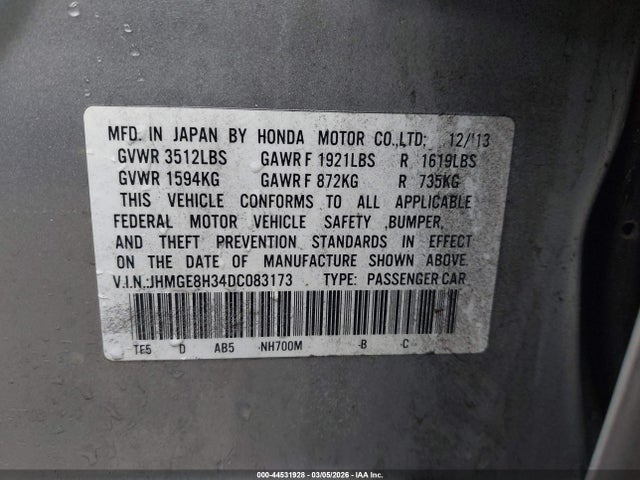 MFD. IN JAPAN BY HONDA MOTOR CO.,LTD: 12/'13
GVWR 3512LBS GAWR F 1921LBS R 1619LBS
GVWR 1594KG GAWR F 872KG R 735KG
THIS VEHICLE CONFORMS TO ALL APPLICABLE
FEDERAL MOTOR VEHICLE SAFETY ,BUMPER,
AND THEFT PREVENTION STANDARDS IN EFFECT
ON THE DATE OF MANUFACTURE SHOWN ABOVE.
V.I.N.:JHMGE8H34DC083173 TYPE: PASSENGER CAR
TF5 D AB5 NH700M B C
000-44531928 | 03/05/2026 | IAA Inc.